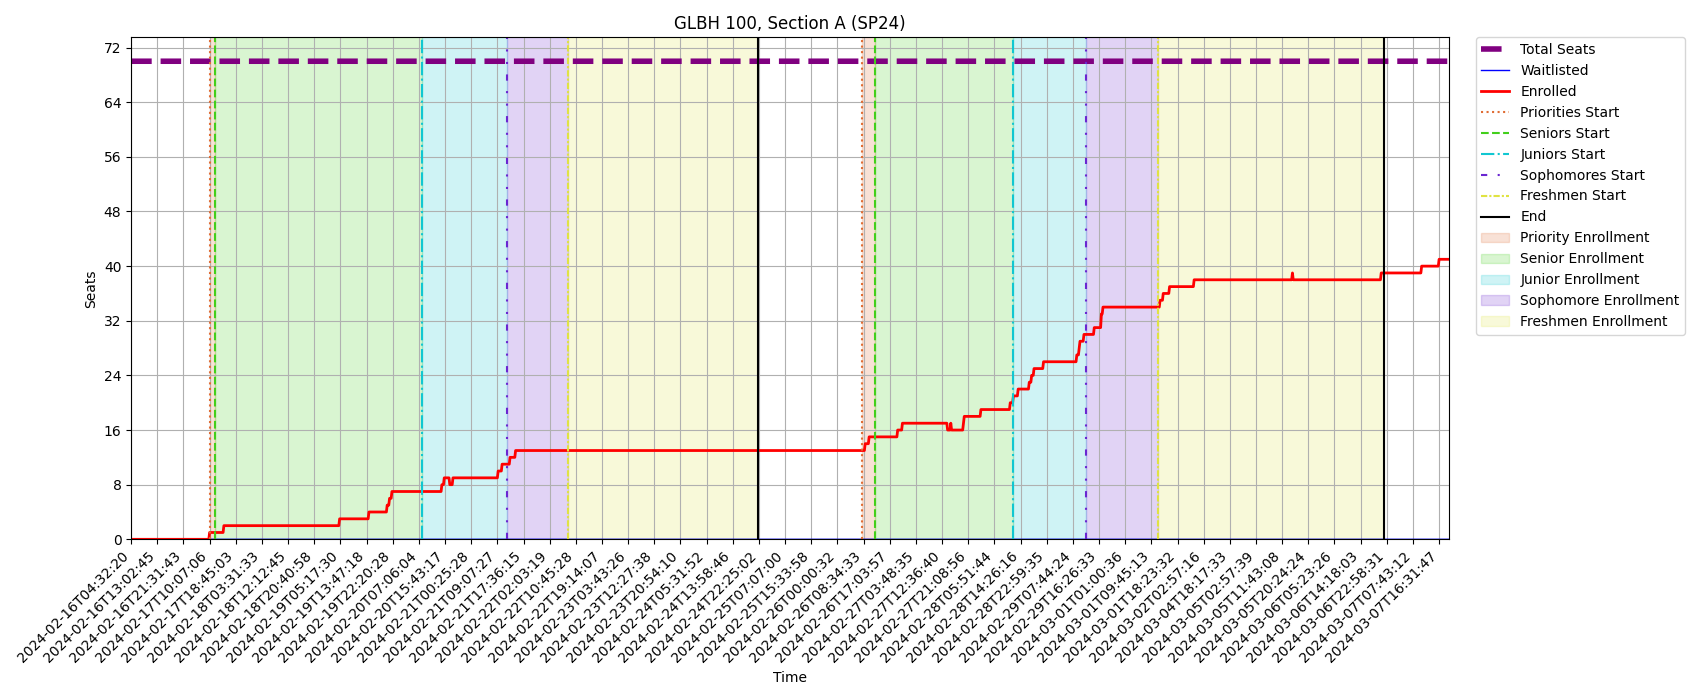 GLBH 100, Section A (SP24)
Seats
72
64
56
48
40
32
24
16
8
0
2024-02-16T04:32:20
2024-02-16T13:02:45
2024-02-16T21:31:43
2024-02-17T10:07:06
2024-02-17T18:45:03
2024-02-18T03:31:33
2024-02-18T12:12:45
2024-02-18T20:40:58
2024-02-19T05:17:30
2024-02-19T13:47:18
2024-02-19T22:20:28
2024-02-20T07:06:04
2024-02-20T15:43:17
2024-02-21T00:25:28
2024-02-21T09:07:27
2024-02-21T17:36:15
2024-02-22T02:03:19
2024-02-22T10:45:28
2024-02-22T19:14:07
2024-02-23T03:43:26
2024-02-23T12:27:38
2024-02-23T20:54:10
2024-02-24T05:31:52
2024-02-24T13:58:46
2024-02-24T22:25:02
2024-02-25T07:07:00
2024-02-25T15:33:58
2024-02-26T00:00:32
2024-02-26T08:34:33
2024-02-26T17:03:57
2024-02-27T03:48:35
2024-02-27T12:36:40
2024-02-27T21:08:56
2024-02-28T05:51:44
2024-02-28T14:26:16
2024-02-28T22:59:35
2024-02-29T07:44:24
2024-02-29T16:26:33
2024-03-01T01:00:36
2024-03-01T09:45:13
2024-03-01T18:23:32
2024-03-02T02:57:16
2024-03-04T18:17:33
2024-03-05T02:57:39
2024-03-05T11:43:08
2024-03-05T20:24:24
2024-03-06T05:23:26
2024-03-06T14:18:03
2024-03-06T22:58:31
2024-03-07T07:43:12
2024-03-07T16:31:47
Time
Total Seats
Waitlisted
Enrolled
Priorities Start
Seniors Start
Juniors Start
Sophomores Start
Freshmen Start
End
Priority Enrollment
Senior Enrollment
Junior Enrollment
Sophomore Enrollment
Freshmen Enrollment